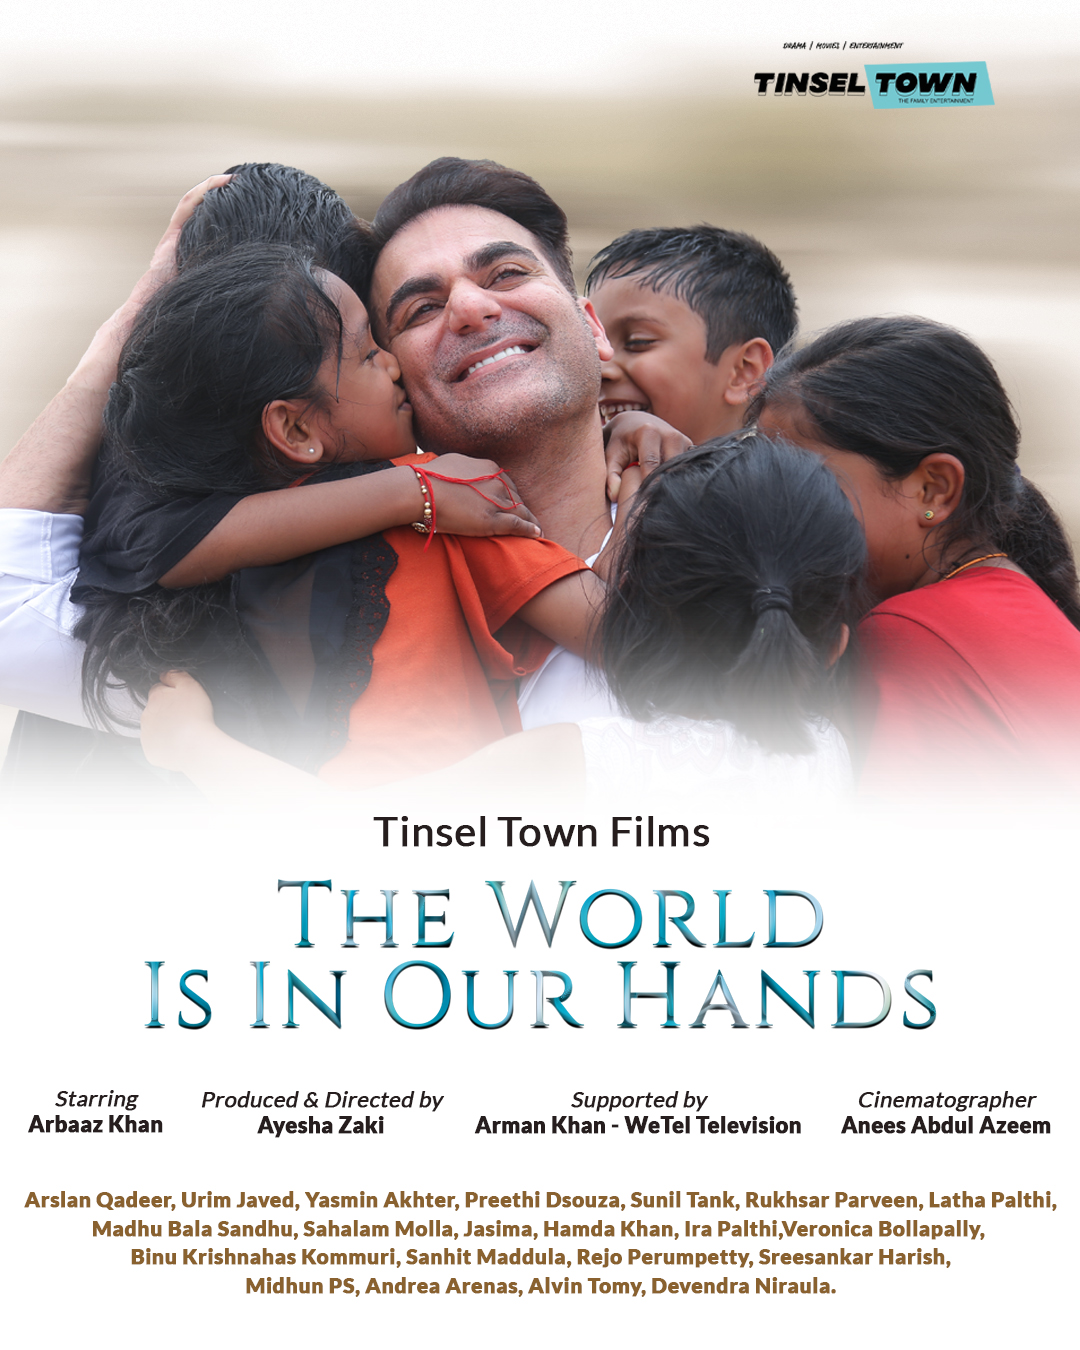 DRAMA / MOVIES / ENTERTAINMENT
TINSEL TOWN
THE FAMILY ENTERTAINMENT
Tinsel Town Films
THE WORLD
IS IN OUR HANDS
Starring
Arbaaz Khan
Produced & Directed by
Ayesha Zaki
Supported by
Arman Khan - WeTel Television
Cinematographer
Anees Abdul Azeem
Arslan Qadeer, Urim Javed, Yasmin Akhter, Preethi Dsouza, Sunil Tank, Rukhsar Parveen, Latha Palthi,
Madhu Bala Sandhu, Sahalam Molla, Jasima, Hamda Khan, Ira Palthi,Veronica Bollapally,
Binu Krishnahas Kommuri, Sanhit Maddula, Rejo Perumpetty, Sreesankar Harish,
Midhun PS, Andrea Arenas, Alvin Tomy, Devendra Niraula.